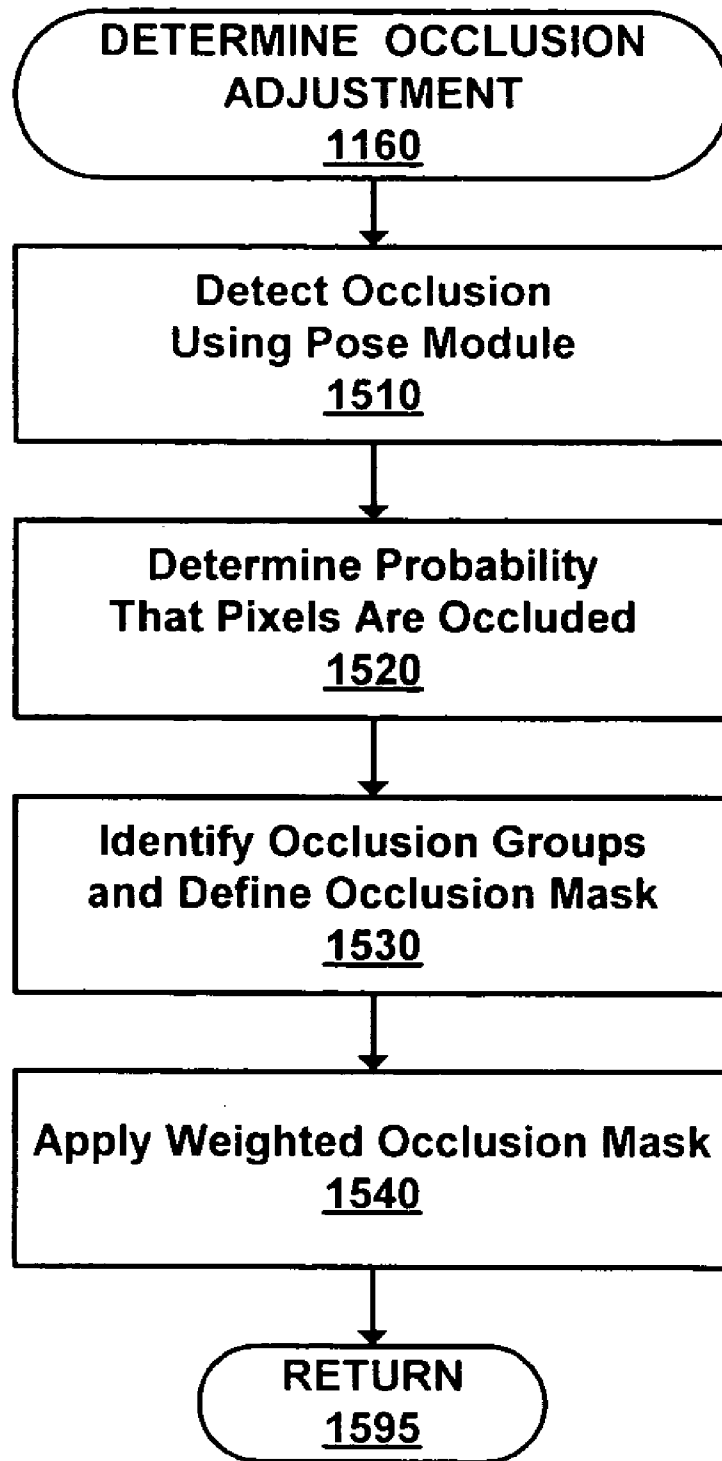 DETERMINE OCCLUSION
ADJUSTMENT
1160
Detect Occlusion
Using Pose Module
1510
Determine Probability
That Pixels Are Occluded
1520
Identify Occlusion Groups
and Define Occlusion Mask
1530
Apply Weighted Occlusion Mask
1540
RETURN
1595